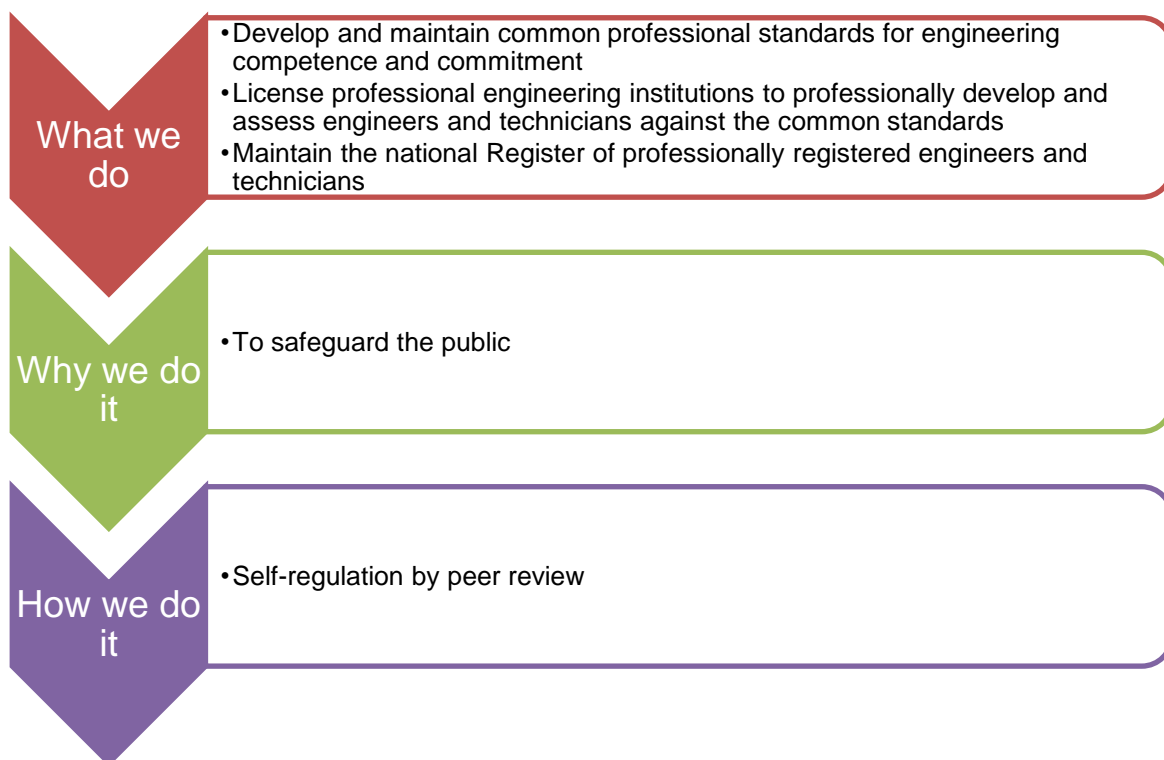 What we
do
•Develop and maintain common professional standards for engineering
competence and commitment
•License professional engineering institutions to professionally develop and
assess engineers and technicians against the common standards
•Maintain the national Register of professionally registered engineers and
technicians
Why we do
it
•To safeguard the public
How we do
it
•Self-regulation by peer review